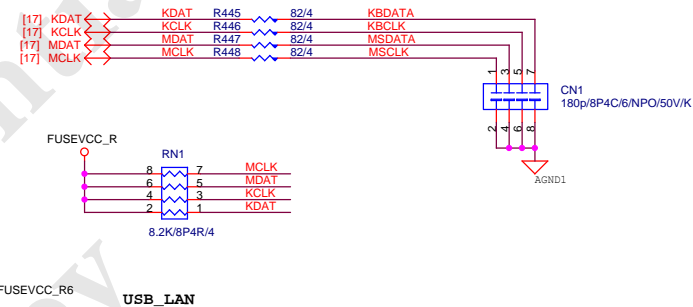 [17] KDAT KDAT R445 82/4 KBDATA
[17] KCLK KCLK R446 82/4 KBCLK
[17] MDAT MDAT R447 82/4 MSDATA
[17] MCLK MCLK R448 82/4 MSCLK
1 3 5 7
CN1
180p/8P4C/6/NPO/50V/K
2 4 6 8
AGND1
FUSEVCC_R
RN1
8 7 MCLK
6 5 MDAT
4 3 KCLK
2 1 KDAT
8.2K/8P4R/4
FUSEVCC_R6
USB_LAN